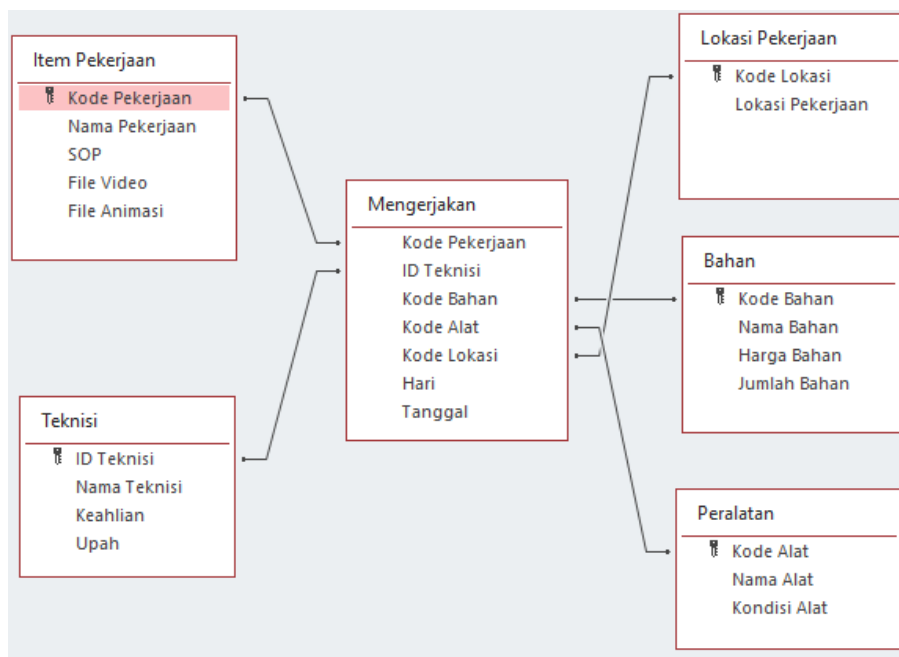 Item Pekerjaan
Kode Pekerjaan
Nama Pekerjaan
SOP
File Video
File Animasi
Teknisi
ID Teknisi
Nama Teknisi
Keahlian
Upah
Mengerjakan
Kode Pekerjaan
ID Teknisi
Kode Bahan
Kode Alat
Kode Lokasi
Hari
Tanggal
Lokasi Pekerjaan
Kode Lokasi
Lokasi Pekerjaan
Bahan
Kode Bahan
Nama Bahan
Harga Bahan
Jumlah Bahan
Peralatan
Kode Alat
Nama Alat
Kondisi Alat